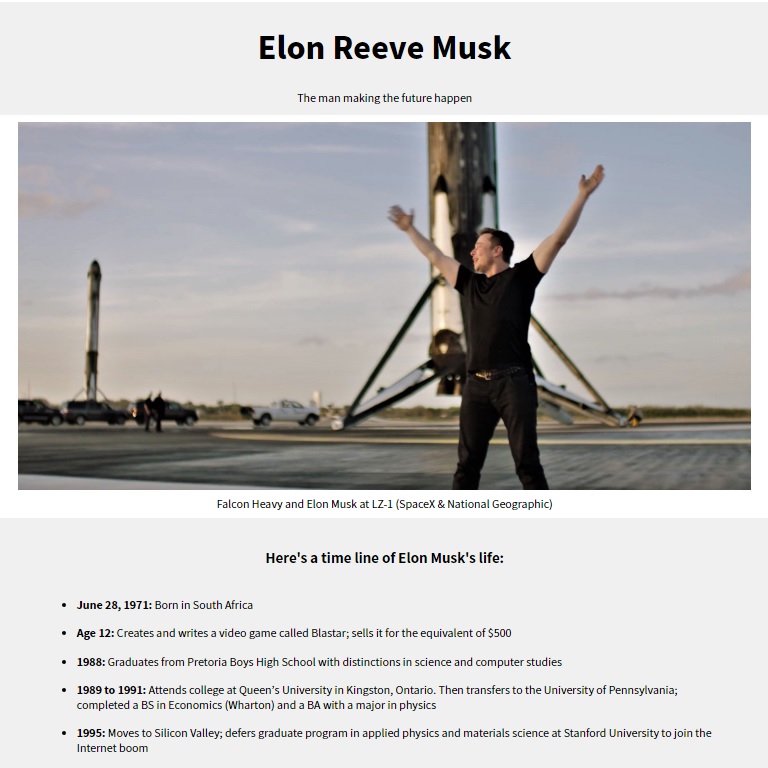 Elon Reeve Musk
The man making the future happen
Falcon Heavy and Elon Musk at LZ-1 (SpaceX & National Geographic)
Here's a time line of Elon Musk's life:
• June 28, 1971: Born in South Africa
• Age 12: Creates and writes a video game called Blastar; sells it for the equivalent of $500
• 1988: Graduates from Pretoria Boys High School with distinctions in science and computer studies
• 1989 to 1991: Attends college at Queen's University in Kingston, Ontario. Then transfers to the University of Pennsylvania;
completed a BS in Economics (Wharton) and a BA with a major in physics
• 1995: Moves to Silicon Valley; defers graduate program in applied physics and materials science at Stanford University to join the
Internet boom